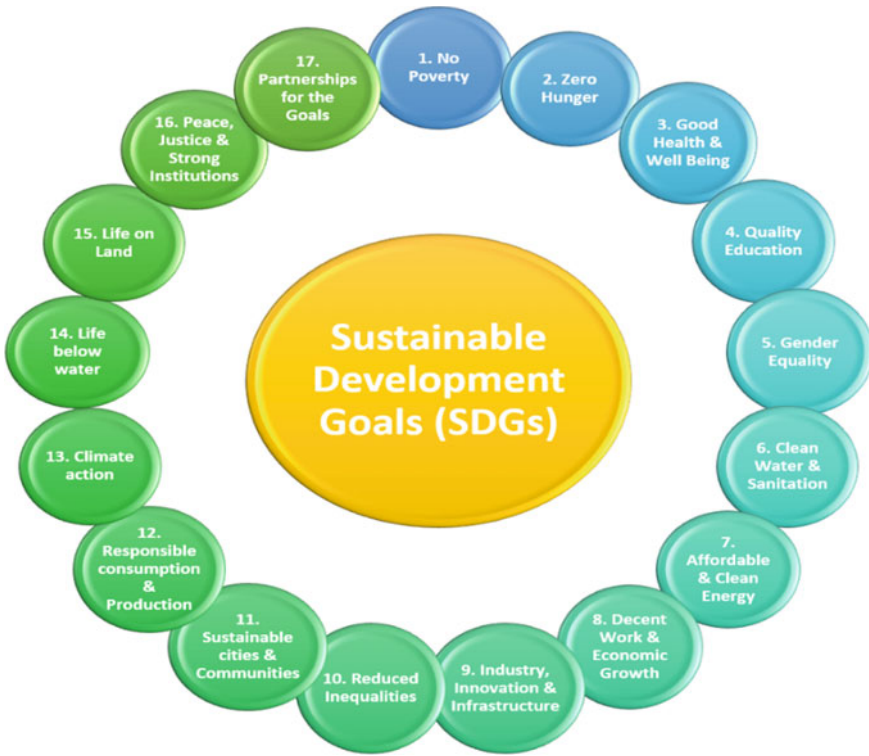 1. No
Poverty
2. Zero
Hunger
3. Good
Health &
Well Being
4. Quality
Education
5. Gender
Equality
6. Clean
Water &
Sanitation
7.
Affordable
& Clean
Energy
8. Decent
Work &
Economic
Growth
9. Industry,
Innovation &
Infrastructure
10. Reduced
Inequalities
11.
Sustainable
cities &
Communities
12.
Responsible
consumption
&
Production
13. Climate
action
14. Life
below
water
15. Life on
Land
16. Peace,
Justice &
Strong
Institutions
17.
Partnerships
for the
Goals
Sustainable
Development
Goals (SDGs)